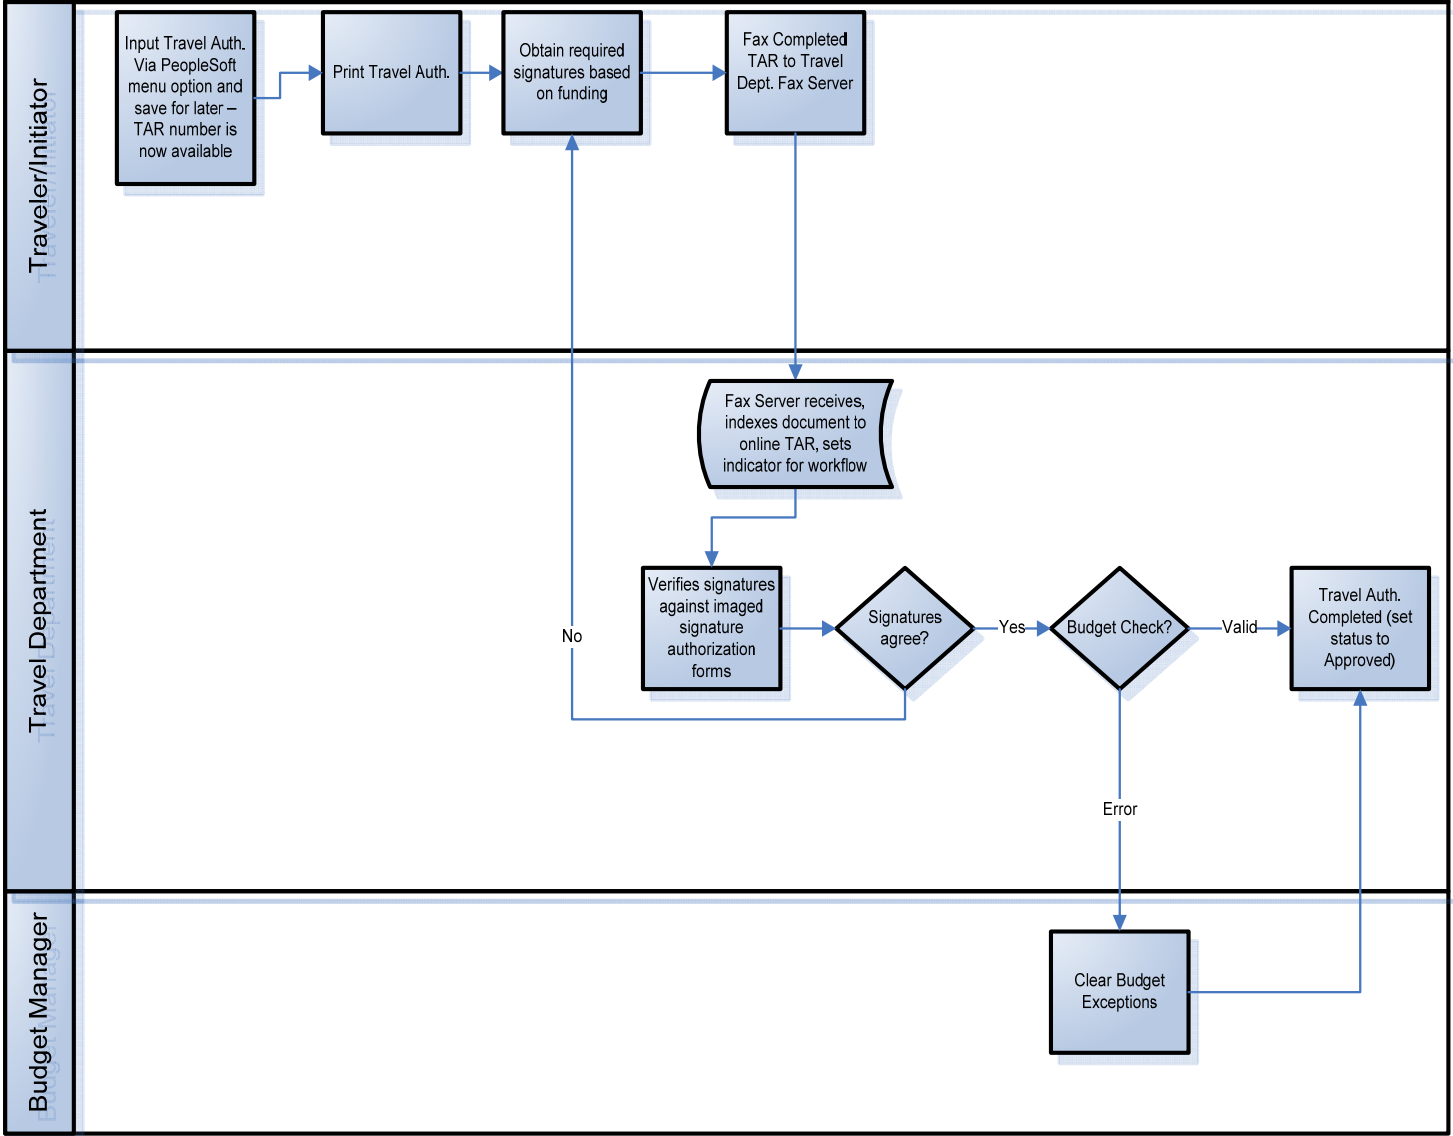 Traveler/Initiator
Input Travel Auth.
Via PeopleSoft
menu option and
save for later –
TAR number is
now available
Print Travel Auth.
Obtain required
signatures based
on funding
Fax Completed
TAR to Travel
Dept. Fax Server
Travel Department
Fax Server receives,
indexes document to
online TAR, sets
indicator for workflow
Verifies signatures
against imaged
signature
authorization
forms
Signatures
agree?
No
Yes
Budget Check?
Valid
Travel Auth.
Completed (set
status to
Approved)
Error
Budget Manager
Clear Budget
Exceptions